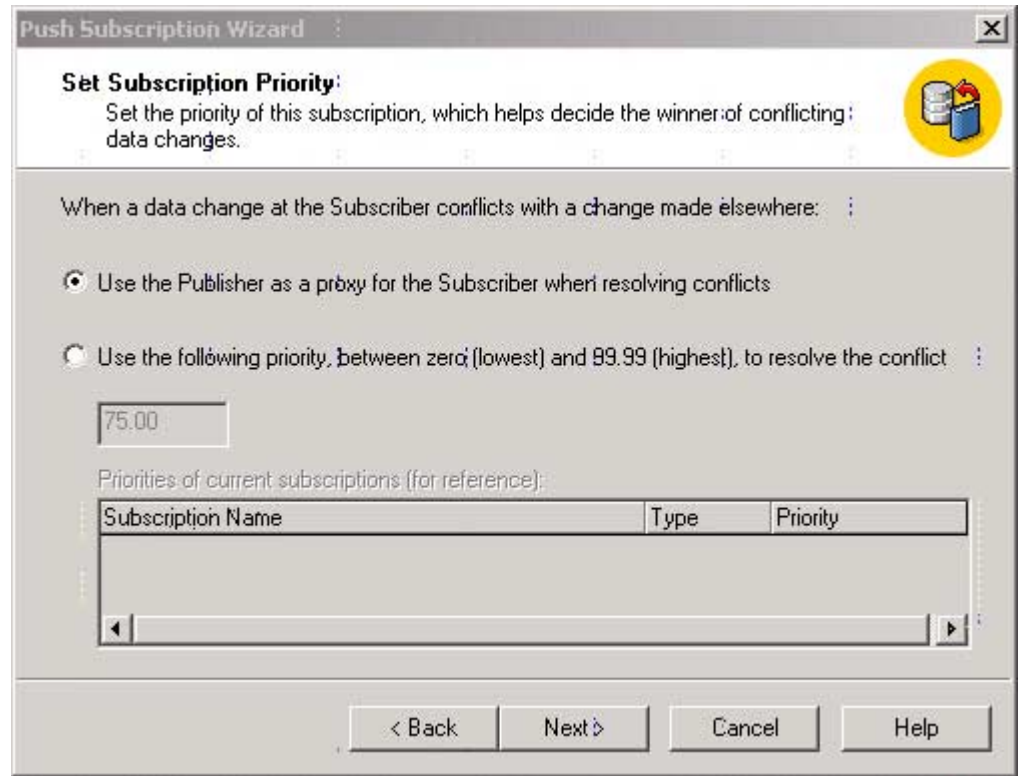 Push Subscription Wizard
Set Subscription Priority
Set the priority of this subscription, which helps decide the winner of conflicting
data changes.
When a data change at the Subscriber conflicts with a change made elsewhere:
Use the Publisher as a proxy for the Subscriber when resolving conflicts
Use the following priority, between zero (lowest) and 99.99 (highest), to resolve the conflict
75.00
Priorities of current subscriptions (for reference):
Subscription Name Type Priority
< Back Next > Cancel Help